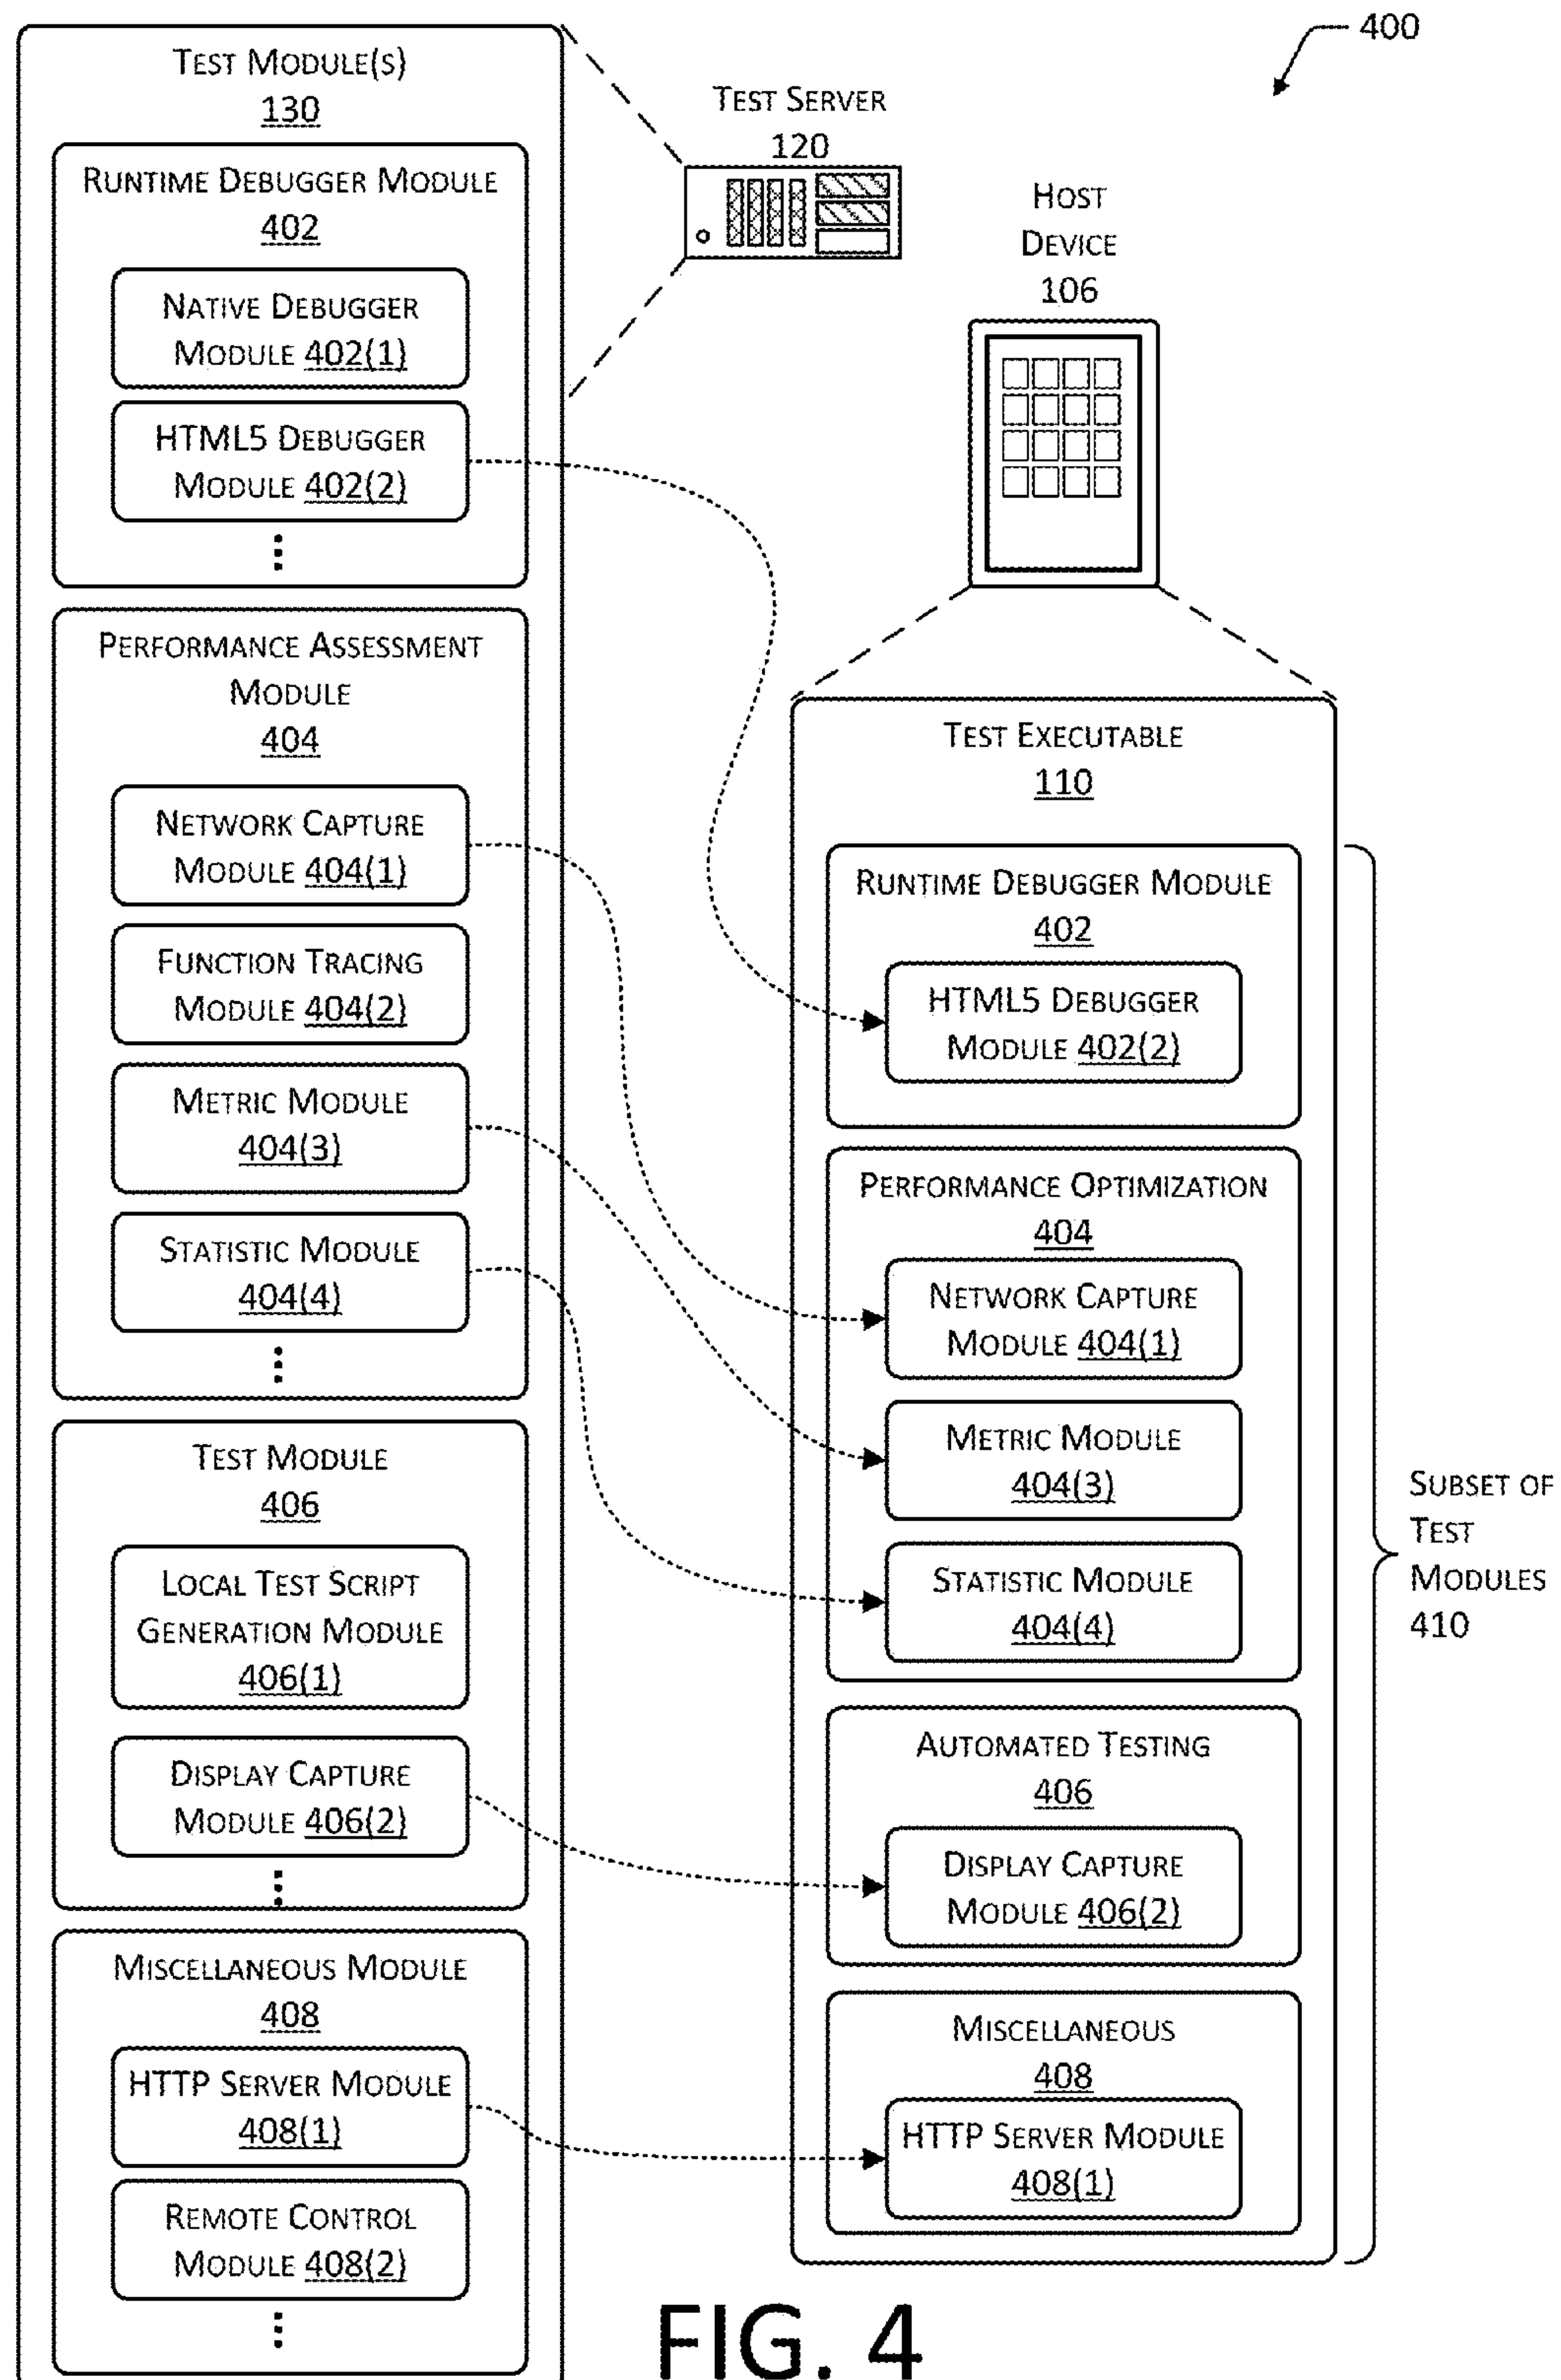 TEST MODULE(S)
130
RUNTIME DEBUGGER MODULE
402
NATIVE DEBUGGER
MODULE 402(1)
HTML5 DEBUGGER
MODULE 402(2)
PERFORMANCE ASSESSMENT
MODULE
404
NETWORK CAPTURE
MODULE 404(1)
FUNCTION TRACING
MODULE 404(2)
METRIC MODULE
404(3)
STATISTIC MODULE
404(4)
TEST MODULE
406
LOCAL TEST SCRIPT
GENERATION MODULE
406(1)
DISPLAY CAPTURE
MODULE 406(2)
MISCELLANEOUS MODULE
408
HTTP SERVER MODULE
408(1)
REMOTE CONTROL
MODULE 408(2)
TEST SERVER
120
400
HOST
DEVICE
106
TEST EXECUTABLE
110
RUNTIME DEBUGGER MODULE
402
HTML5 DEBUGGER
MODULE 402(2)
PERFORMANCE OPTIMIZATION
404
NETWORK CAPTURE
MODULE 404(1)
METRIC MODULE
404(3)
STATISTIC MODULE
404(4)
AUTOMATED TESTING
406
DISPLAY CAPTURE
MODULE 406(2)
MISCELLANEOUS
408
HTTP SERVER MODULE
408(1)
SUBSET OF
TEST
MODULES
410
FIG. 4